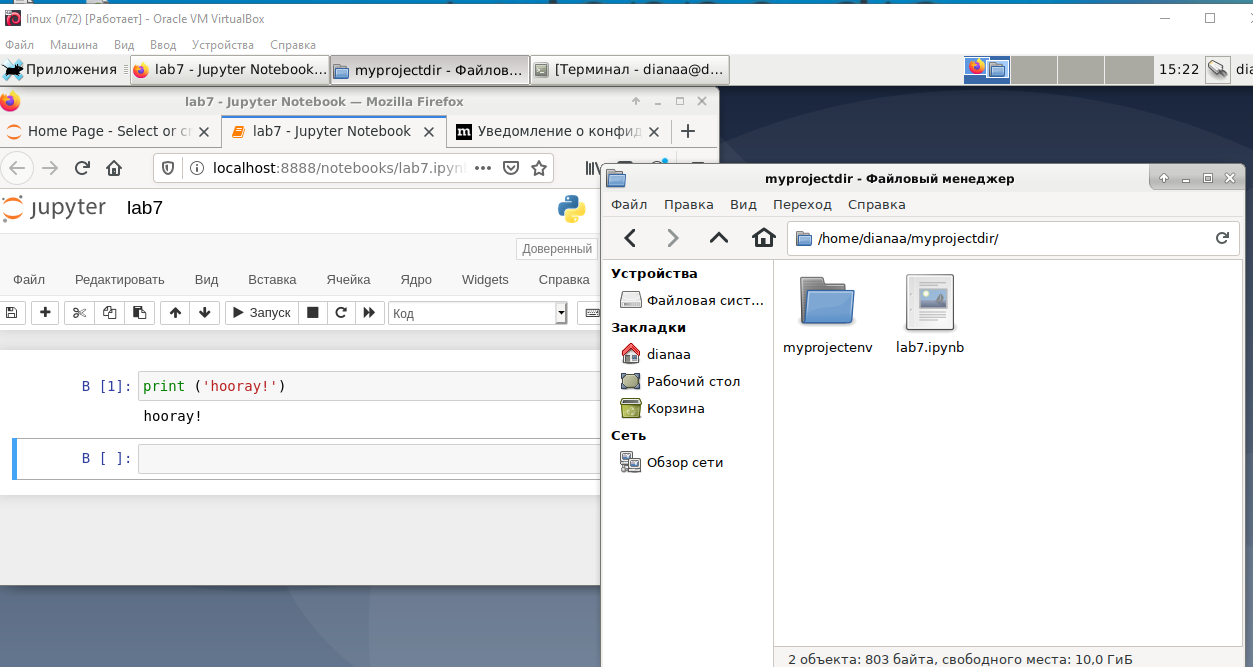 linux (л72) [Работает] - Oracle VM VirtualBox
Файл Машина Вид Ввод Устройства Справка
Приложения lab7 - Jupyter Notebook... myprojectdir - Файлов... [Терминал - dianaa@d... 15:22 dia
lab7 - Jupyter Notebook — Mozilla Firefox
Home Page - Select or cr lab7 - Jupyter Notebook Уведомление о конфид
localhost:8888/notebooks/lab7.ipyn
jupyter lab7
Доверенный
Файл Редактировать Вид Вставка Ячейка Ядро Widgets Справка
Запуск Код
В [1]: print ('hooray!')
hooray!
В [ ]:
myprojectdir - Файловый менеджер
Файл Правка Вид Переход Справка
/home/dianaa/myprojectdir/
Устройства
Файловая сист...
Закладки
dianaa
Рабочий стол
Корзина
Сеть
Обзор сети
myprojectenv lab7.ipynb
2 объекта: 803 байта, свободного места: 10,0 ГиБ